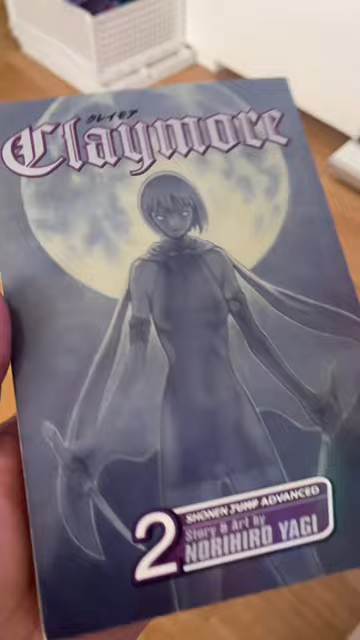 クレイモア
Claymore
2
SHONEN JUMP ADVANCED
Story & Art by
NORIHIRO YAGI